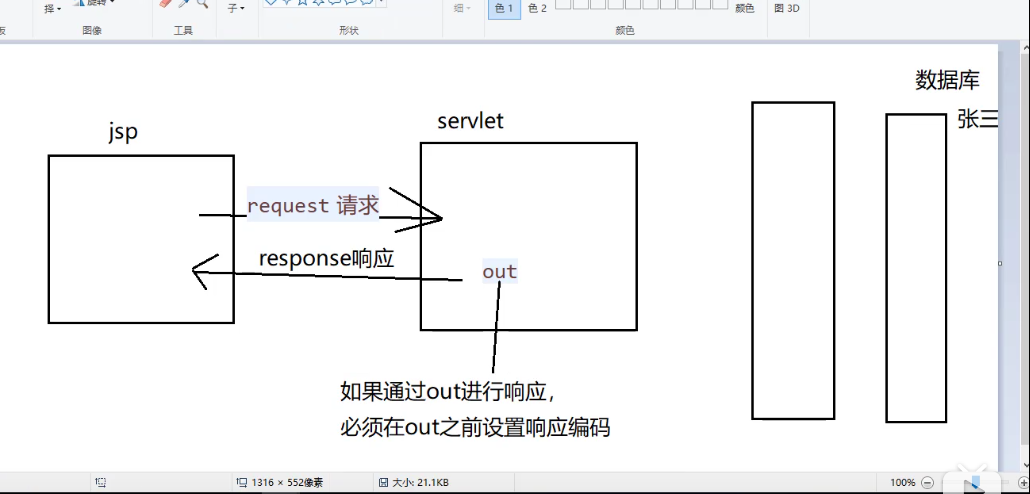 择
旋转
子
细
色 1
色 2
颜色
图 3D
板
图像
工具
形状
颜色
数据库
张三
jsp
servlet
request 请求
response响应
out
如果通过out进行响应，
必须在out之前设置响应编码
1316 × 552像素
大小: 21.1KB
100%